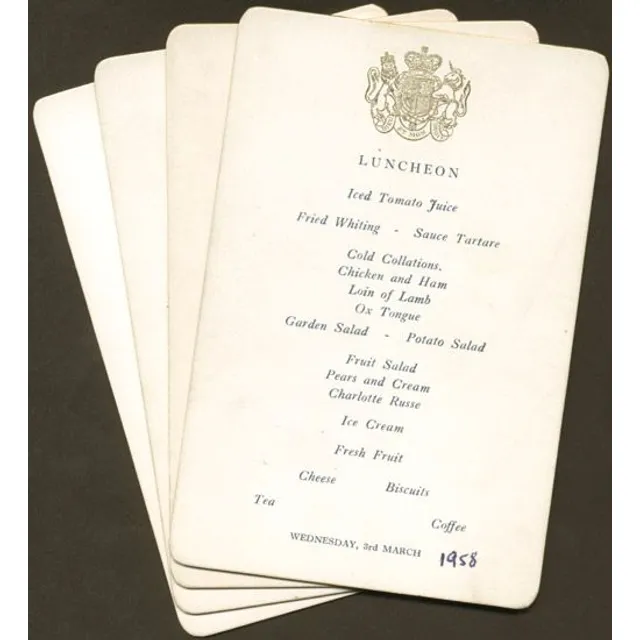 LUNCHEON
Iced Tomato Juice
Fried Whiting - Sauce Tartare
Cold Collations.
Chicken and Ham
Loin of Lamb
Ox Tongue
Garden Salad - Potato Salad
Fruit Salad
Pears and Cream
Charlotte Russe
Ice Cream
Fresh Fruit
Cheese Biscuits
Tea Coffee
WEDNESDAY, 3rd MARCH 1958